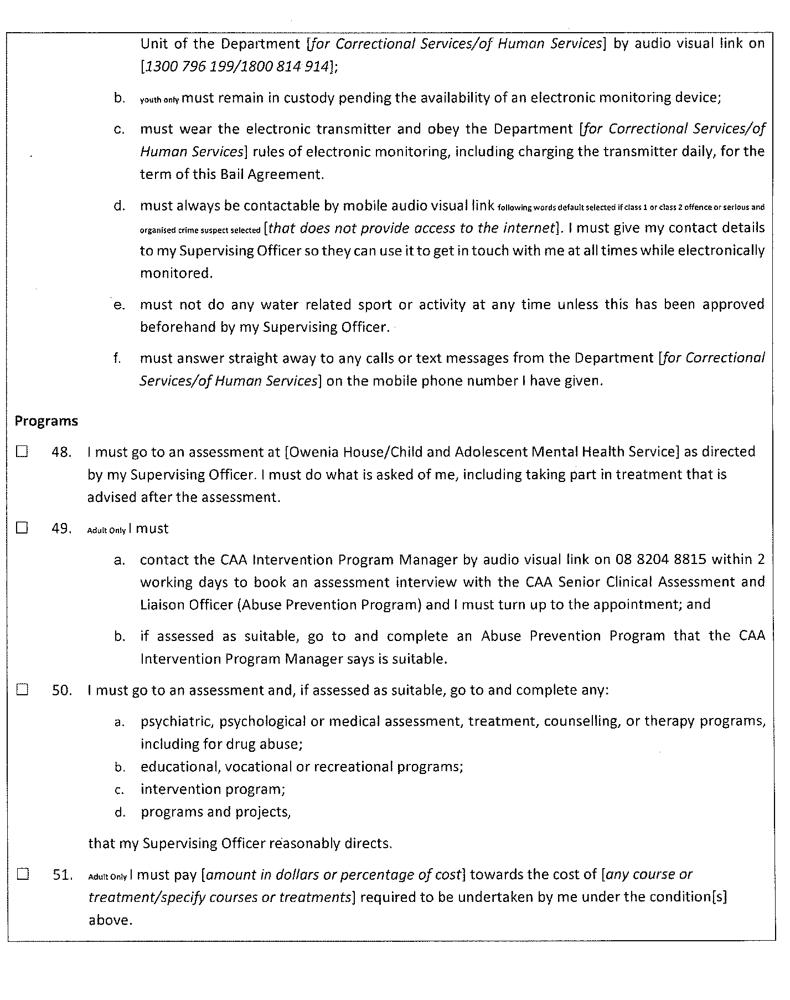 Unit of the Department [for Correctional Services/of Human Services] by audio visual link on
[1300 796 199/1800 814 914];
b. youth only must remain in custody pending the availability of an electronic monitoring device;
c. must wear the electronic transmitter and obey the Department [for Correctional Services/of
Human Services] rules of electronic monitoring, including charging the transmitter daily, for the
term of this Bail Agreement.
d. must always be contactable by mobile audio visual link following words default selected if class 1 or class 2 offence or serious and
organised crime suspect selected [that does not provide access to the internet]. I must give my contact details
to my Supervising Officer so they can use it to get in touch with me at all times while electronically
monitored.
e. must not do any water related sport or activity at any time unless this has been approved
beforehand by my Supervising Officer.
f. must answer straight away to any calls or text messages from the Department [for Correctional
Services/of Human Services] on the mobile phone number I have given.
Programs
☐ 48. I must go to an assessment at [Owenia House/Child and Adolescent Mental Health Service] as directed
by my Supervising Officer. I must do what is asked of me, including taking part in treatment that is
advised after the assessment.
☐ 49. Adult Only I must
a. contact the CAA Intervention Program Manager by audio visual link on 08 8204 8815 within 2
working days to book an assessment interview with the CAA Senior Clinical Assessment and
Liaison Officer (Abuse Prevention Program) and I must turn up to the appointment; and
b. if assessed as suitable, go to and complete an Abuse Prevention Program that the CAA
Intervention Program Manager says is suitable.
☐ 50. I must go to an assessment and, if assessed as suitable, go to and complete any:
a. psychiatric, psychological or medical assessment, treatment, counselling, or therapy programs,
including for drug abuse;
b. educational, vocational or recreational programs;
c. intervention program;
d. programs and projects,
that my Supervising Officer reasonably directs.
☐ 51. Adult Only I must pay [amount in dollars or percentage of cost] towards the cost of [any course or
treatment/specify courses or treatments] required to be undertaken by me under the condition[s]
above.